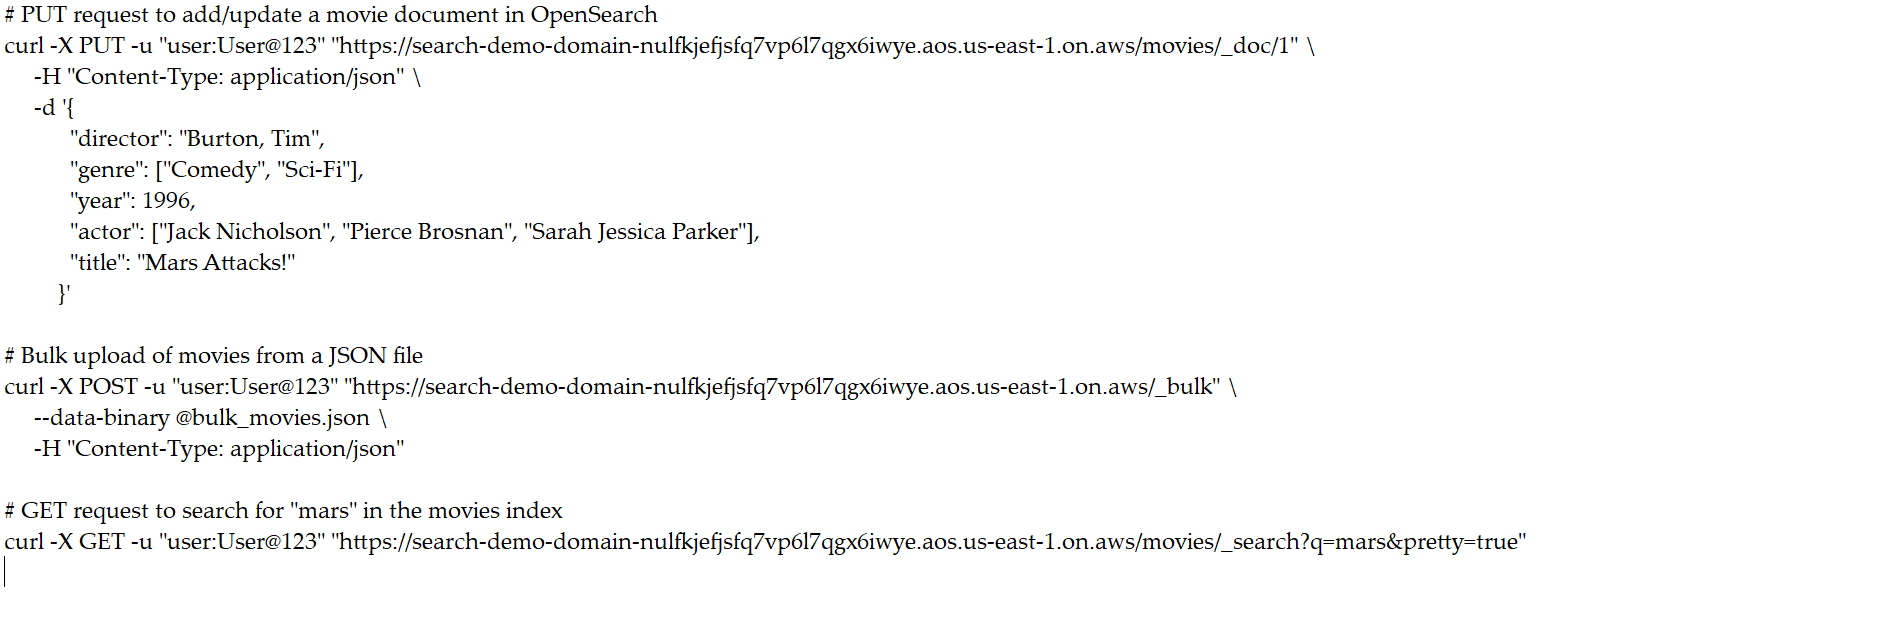 # PUT request to add/update a movie document in OpenSearch
curl -X PUT -u "user:User@123" "https://search-demo-domain-nulfkjefjsfq7vp6l7qgx6iwye.aos.us-east-1.on.aws/movies/_doc/1" \
-H "Content-Type: application/json" \
-d '{
"director": "Burton, Tim",
"genre": ["Comedy", "Sci-Fi"],
"year": 1996,
"actor": ["Jack Nicholson", "Pierce Brosnan", "Sarah Jessica Parker"],
"title": "Mars Attacks!"
}'
# Bulk upload of movies from a JSON file
curl -X POST -u "user:User@123" "https://search-demo-domain-nulfkjefjsfq7vp6l7qgx6iwye.aos.us-east-1.on.aws/_bulk" \
--data-binary @bulk_movies.json \
-H "Content-Type: application/json"
# GET request to search for "mars" in the movies index
curl -X GET -u "user:User@123" "https://search-demo-domain-nulfkjefjsfq7vp6l7qgx6iwye.aos.us-east-1.on.aws/movies/_search?q=mars&pretty=true"